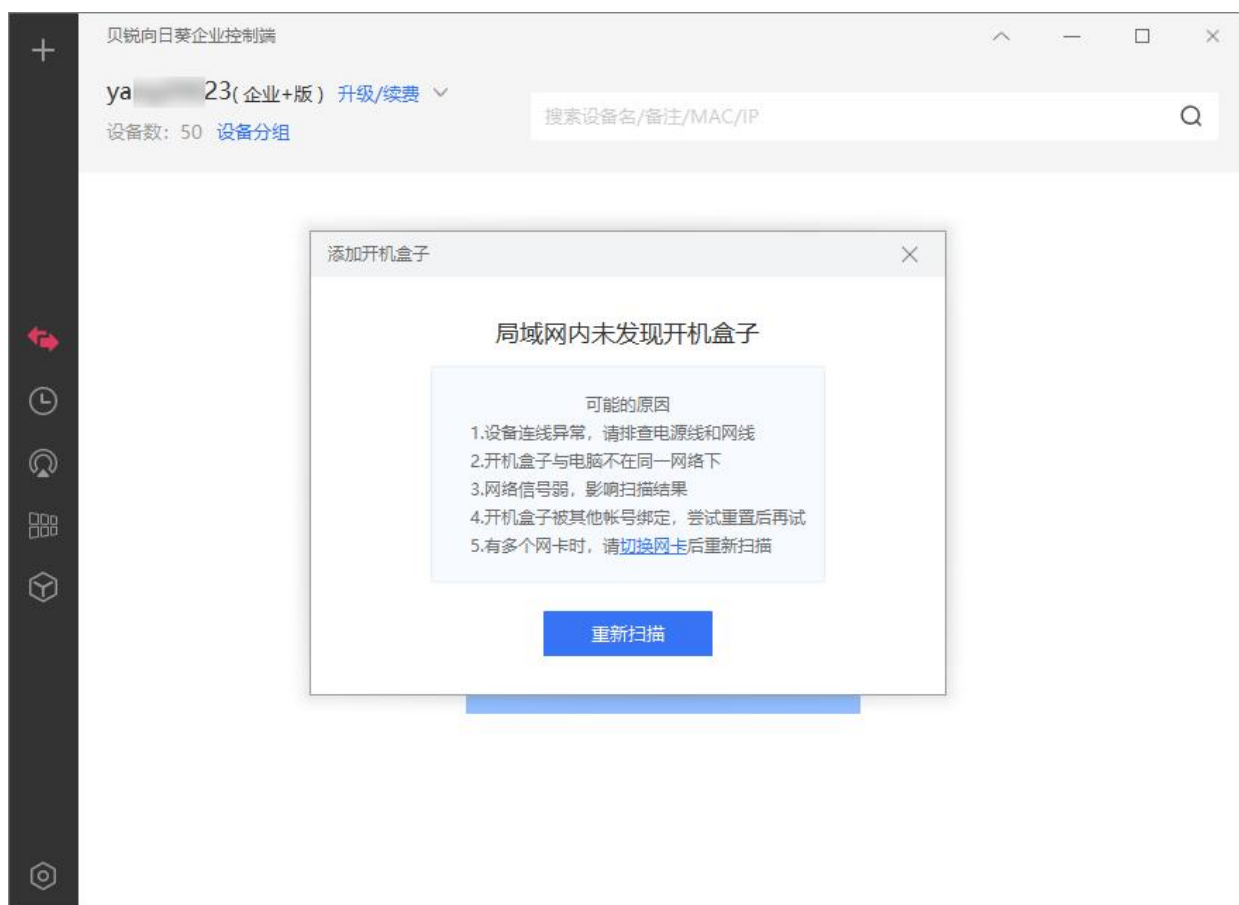 贝锐向日葵企业控制端
ya 23(企业+版) 升级/续费
设备数：50 设备分组
搜索设备名/备注/MAC/IP
添加开机盒子
局域网内未发现开机盒子
可能的原因
1.设备连线异常，请排查电源线和网线
2.开机盒子与电脑不在同一网络下
3.网络信号弱，影响扫描结果
4.开机盒子被其他帐号绑定，尝试重置后再试
5.有多个网卡时，请切换网卡后重新扫描
重新扫描